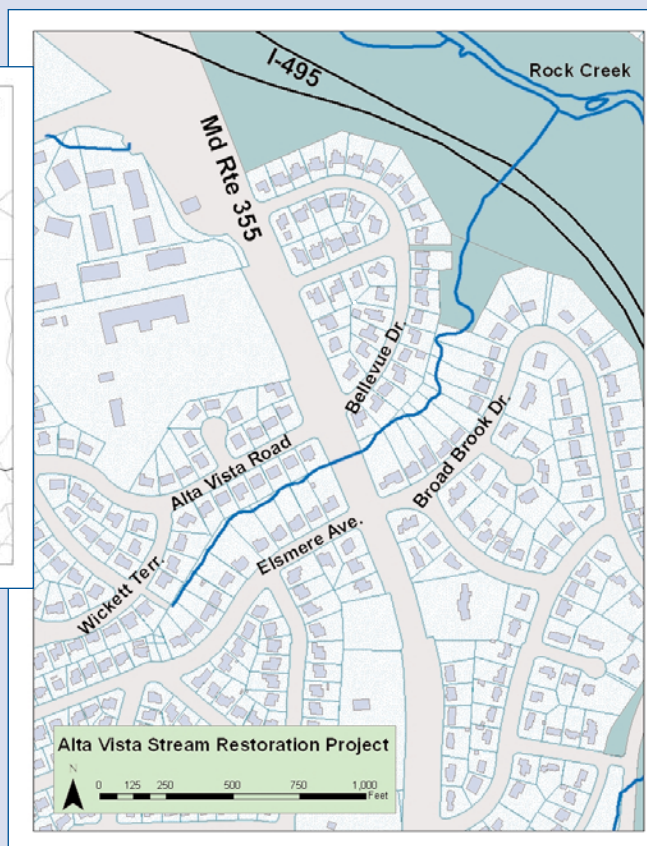 I-495
Rock Creek
Md Rte 355
Bellevue Dr.
Broad Brook Dr.
Alta Vista Road
Elsmere Ave.
Wickett Terr.
Alta Vista Stream Restoration Project
N
0 125 250 500 750 1,000
Feet